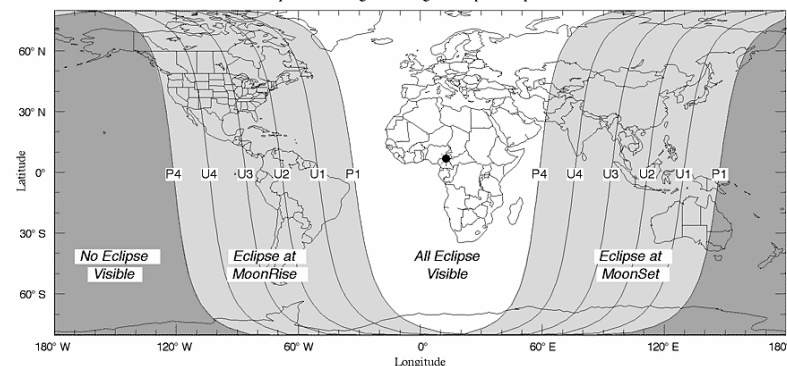 60° N
30° N
Latitude
0°
P4 U4 U3 U2 U1 P1 P4 U4 U3 U2 U1 P1
30° S
No Eclipse
Visible
Eclipse at
MoonRise
All Eclipse
Visible
Eclipse at
MoonSet
60° S
180° W 120° W 60° W 0° 60° E 120° E 180°
Longitude